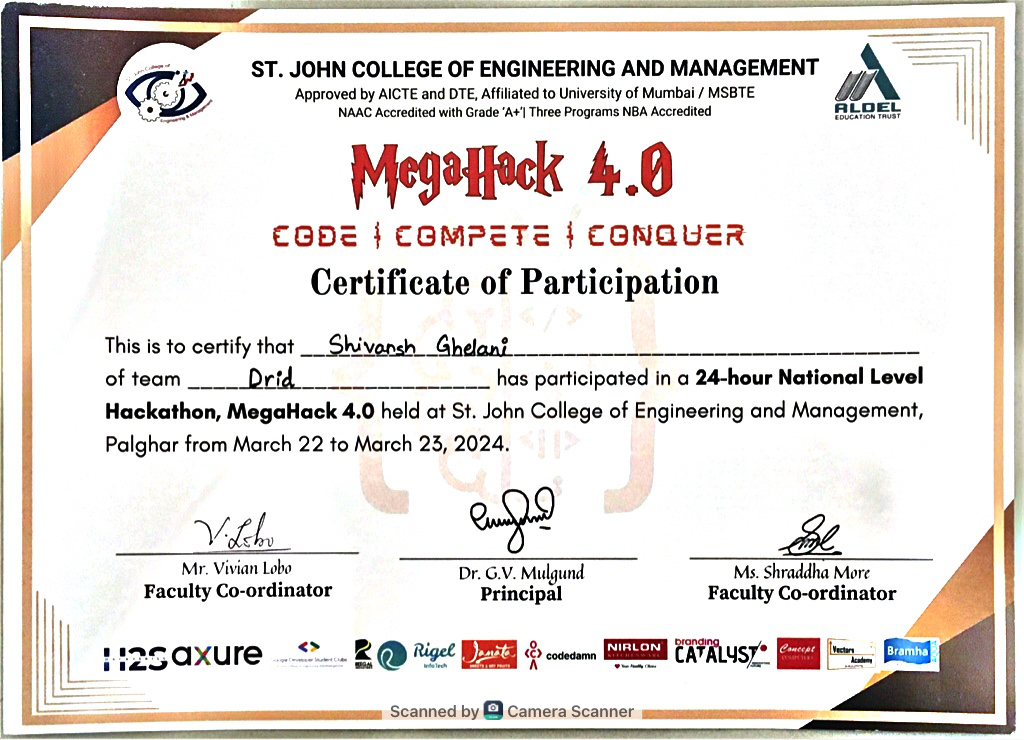 St. John College of
Engineering & Management
ST. JOHN COLLEGE OF ENGINEERING AND MANAGEMENT
Approved by AICTE and DTE, Affiliated to University of Mumbai / MSBTE
NAAC Accredited with Grade 'A+'| Three Programs NBA Accredited
ALDEL
EDUCATION TRUST
MegaHack 4.0
CODE | COMPETE | CONQUER
Certificate of Participation
This is to certify that Shivansh Ghelani
of team Drid has participated in a 24-hour National Level
Hackathon, MegaHack 4.0 held at St. John College of Engineering and Management,
Palghar from March 22 to March 23, 2024.
V. Lobo
Mr. Vivian Lobo
Faculty Co-ordinator
Dr. G.V. Mulgund
Principal
Ms. Shraddha More
Faculty Co-ordinator
H2S
axure
Google Developer Student Clubs
Rigel
InfoTech
Janata
codedamn
NIRLON
branding
CATALYST
Concept
Vectors
Academy
Bramha
Scanned by Camera Scanner